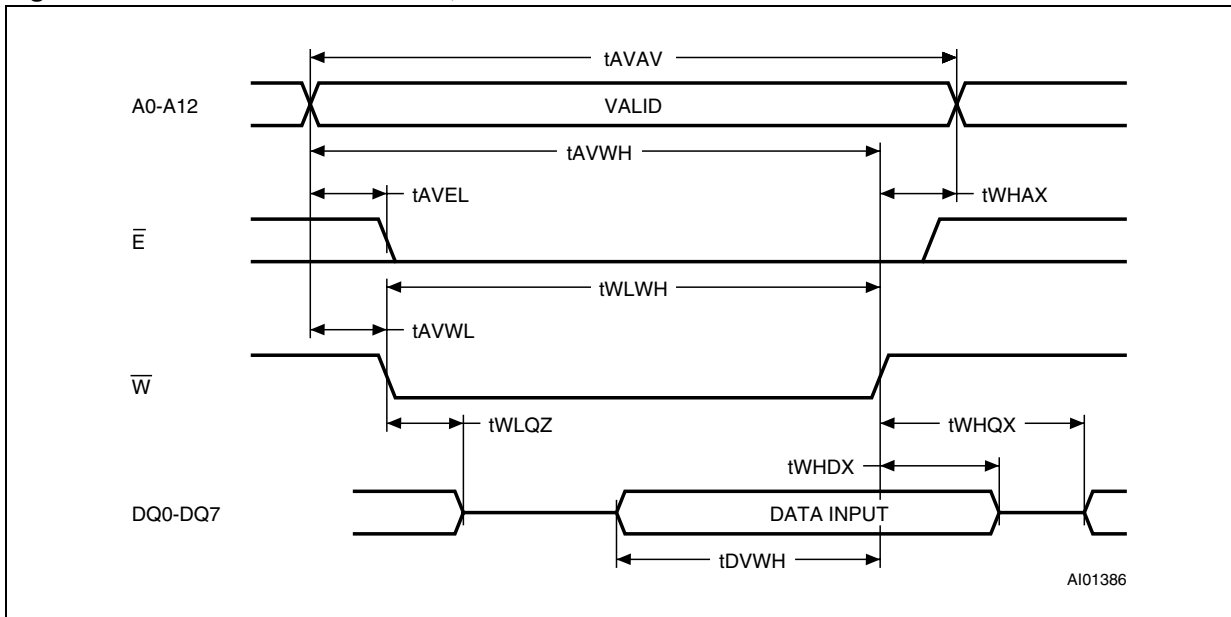 tAVAV
A0-A12
VALID
tAVWH
tAVEL
tWHAX
E̅
tWLWH
tAVWL
W̅
tWLQZ
tWHQX
tWHDX
DQ0-DQ7
DATA INPUT
tDVWH
AI01386